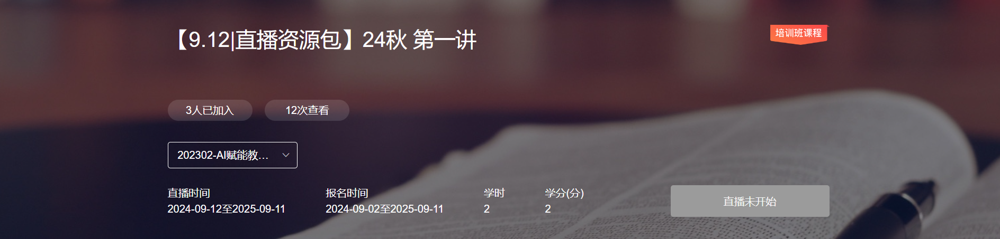 【9.12|直播资源包】24秋 第一讲
培训班课程
3人已加入
12次查看
202302-AI赋能教...
直播时间
2024-09-12至2025-09-11
报名时间
2024-09-02至2025-09-11
学时
2
学分(分)
2
直播未开始